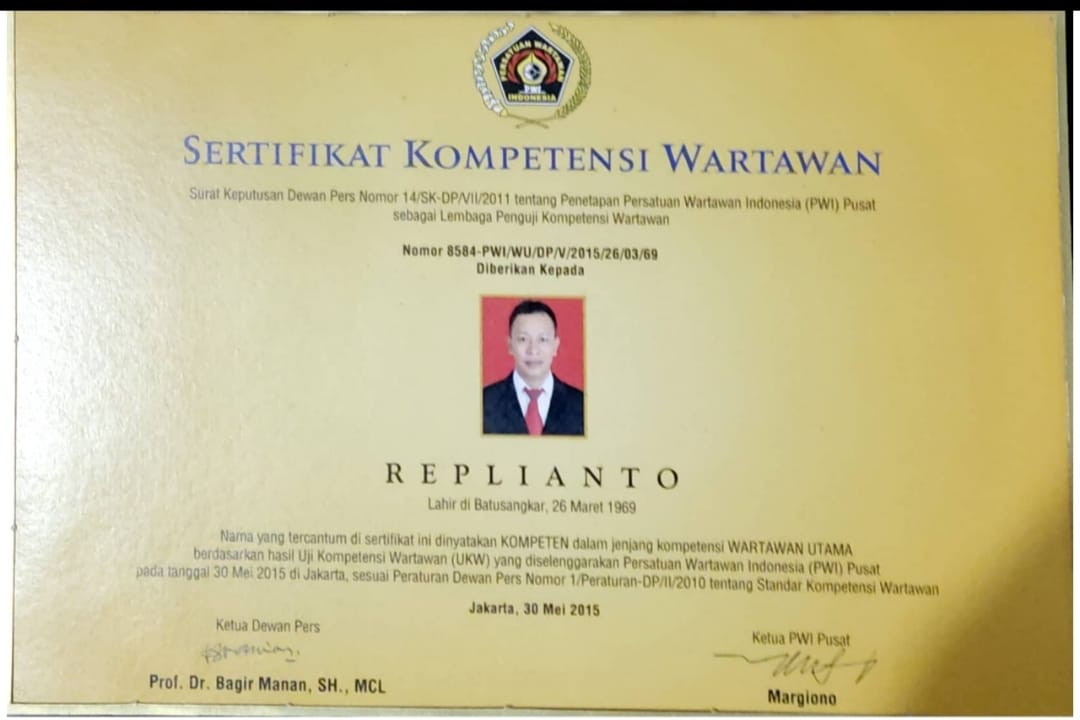 PERSATUAN WARTAWAN
PWI
INDONESIA
SERTIFIKAT KOMPETENSI WARTAWAN
Surat Keputusan Dewan Pers Nomor 14/SK-DP/VII/2011 tentang Penetapan Persatuan Wartawan Indonesia (PWI) Pusat
sebagai Lembaga Penguji Kompetensi Wartawan
Nomor 8584-PWI/WU/DP/V/2015/26/03/69
Diberikan Kepada
REPLIANTO
Lahir di Batusangkar, 26 Maret 1969
Nama yang tercantum di sertifikat ini dinyatakan KOMPETEN dalam jenjang kompetensi WARTAWAN UTAMA
berdasarkan hasil Uji Kompetensi Wartawan (UKW) yang diselenggarakan Persatuan Wartawan Indonesia (PWI) Pusat
pada tanggal 30 Mei 2015 di Jakarta, sesuai Peraturan Dewan Pers Nomor 1/Peraturan-DP/II/2010 tentang Standar Kompetensi Wartawan
Jakarta, 30 Mei 2015
Ketua Dewan Pers
Prof. Dr. Bagir Manan, SH., MCL
Ketua PWI Pusat
Margiono